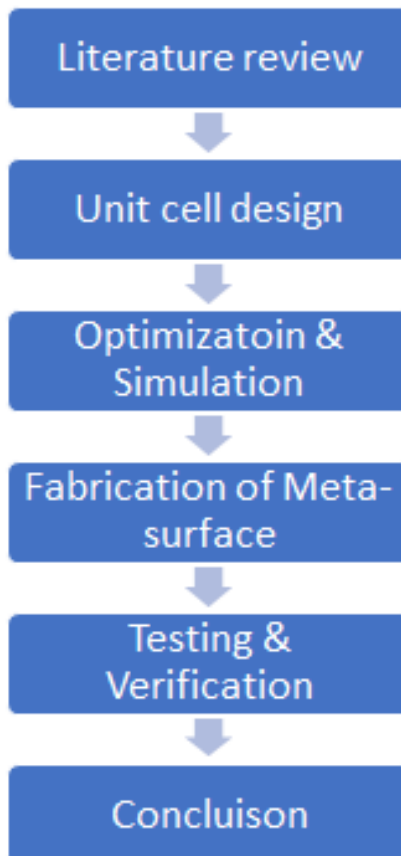 Literature review
Unit cell design
Optimizatoin &
Simulation
Fabrication of Meta-
surface
Testing &
Verification
Concluison